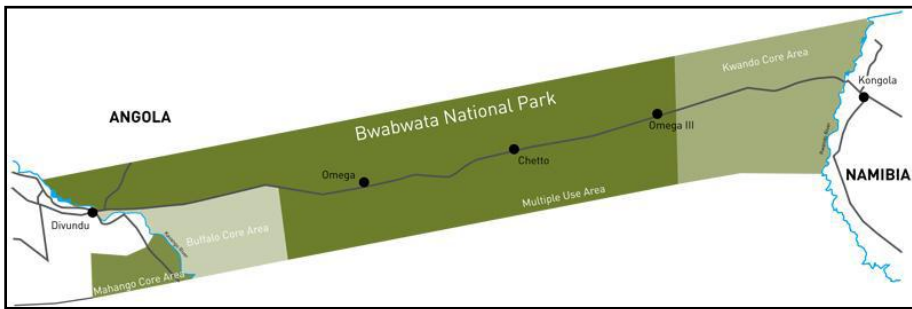 Kwando Core Area
Kongola
ANGOLA
Bwabwata National Park
Omega III
Omega
Chetto
NAMIBIA
Multiple Use Area
Divundu
Buffalo Core Area
Mahango Core Area